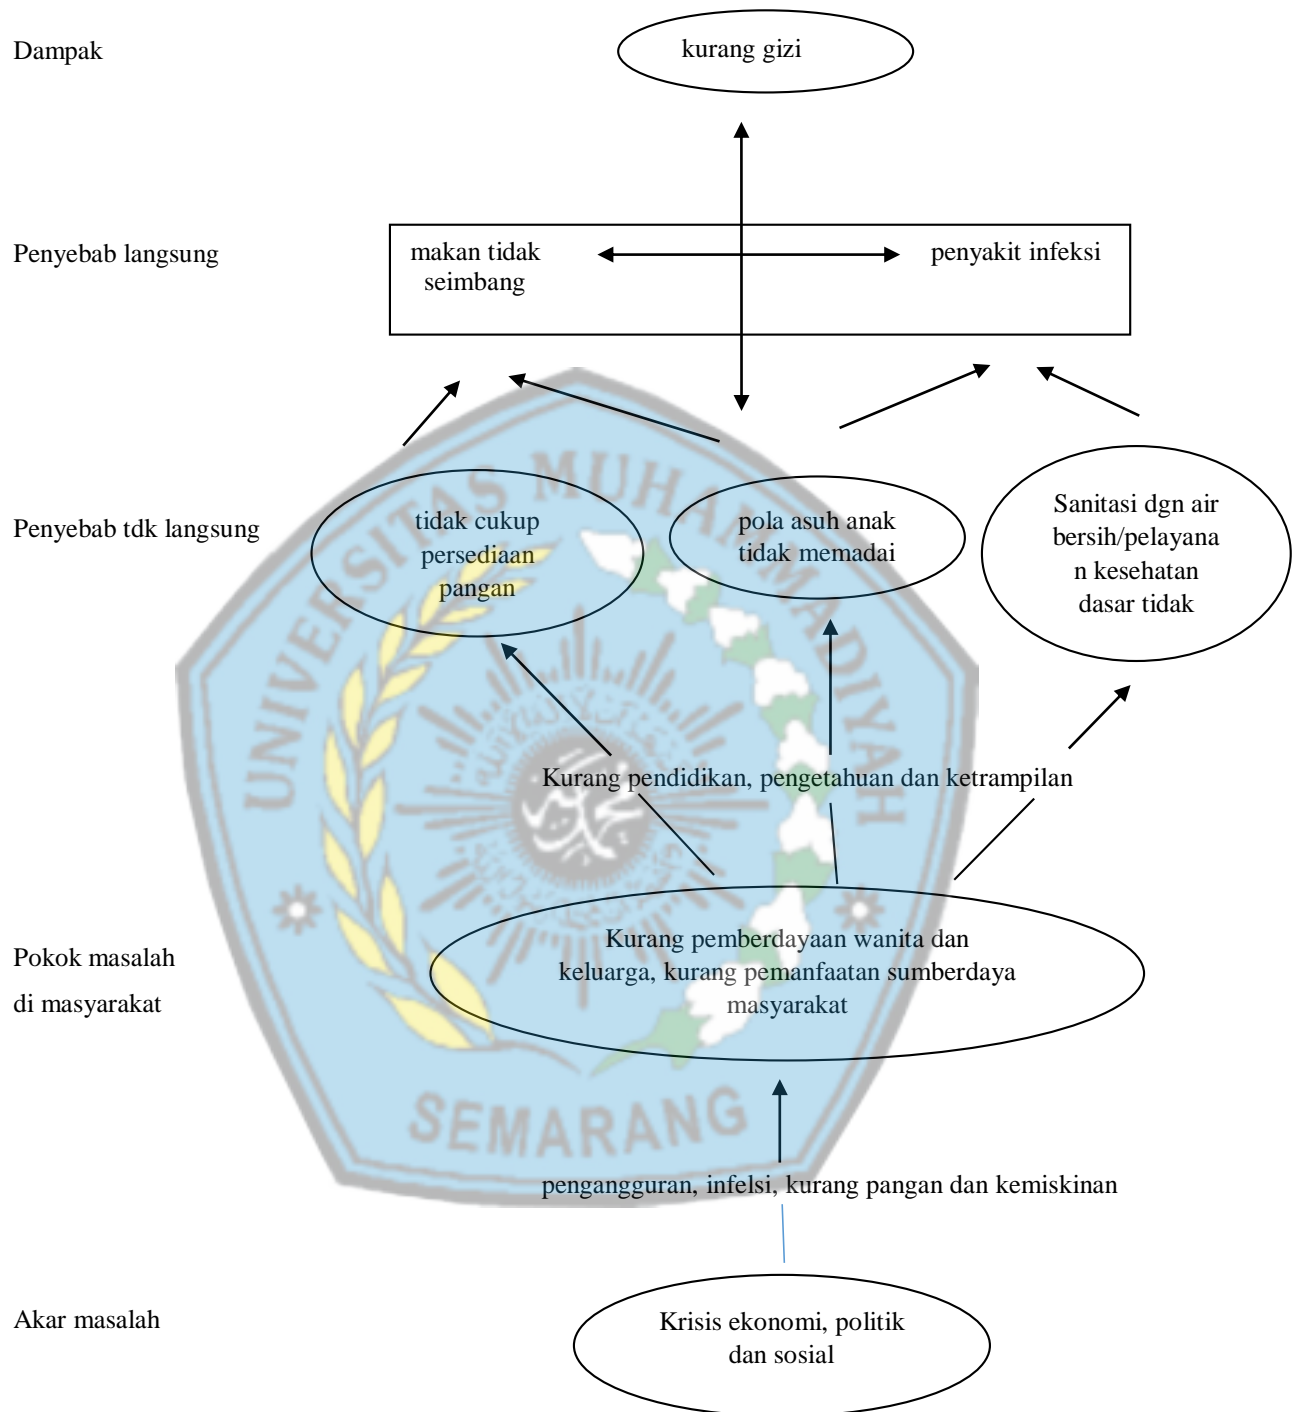 Dampak
kurang gizi
Penyebab langsung
makan tidak
seimbang
penyakit infeksi
Penyebab tdk langsung
tidak cukup
persediaan
pangan
pola asuh anak
tidak memadai
Sanitasi dgn air
bersih/pelayana
n kesehatan
dasar tidak
UNIVERSITAS MUHAMMADIYAH
Kurang pendidikan, pengetahuan dan ketrampilan
Pokok masalah
di masyarakat
Kurang pemberdayaan wanita dan
keluarga, kurang pemanfaatan sumberdaya
masyarakat
SEMARANG
pengangguran, infelsi, kurang pangan dan kemiskinan
Akar masalah
Krisis ekonomi, politik
dan sosial